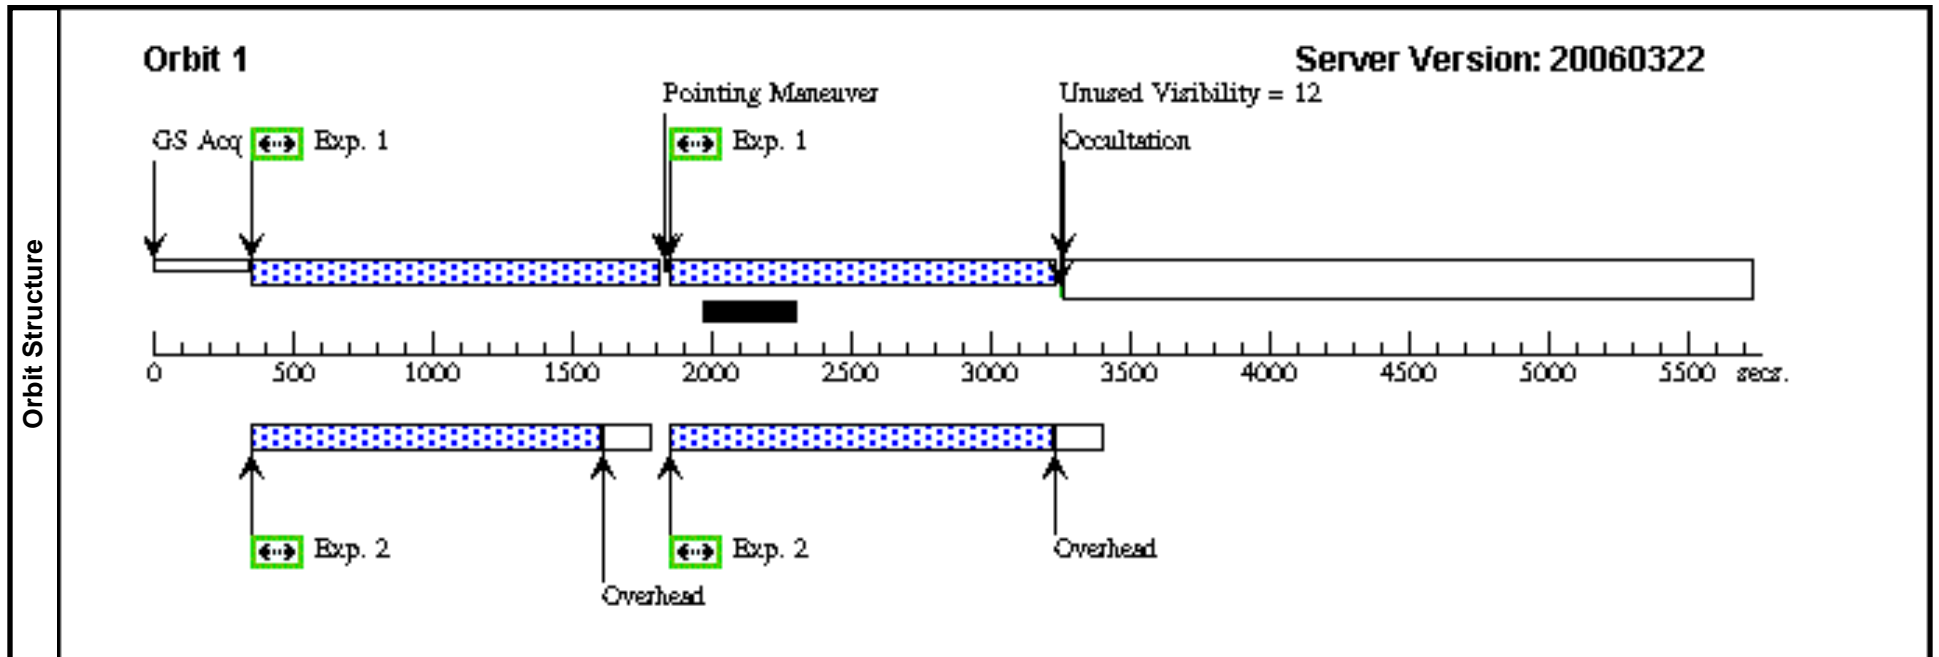 Orbit Structure
Orbit 1
Server Version: 20060322
Pointing Maneuver
Unused Visibility = 12
GS Acq
Exp. 1
Exp. 1
Occultation
0 500 1000 1500 2000 2500 3000 3500 4000 4500 5000 5500 secs.
Exp. 2
Exp. 2
Overhead
Overhead